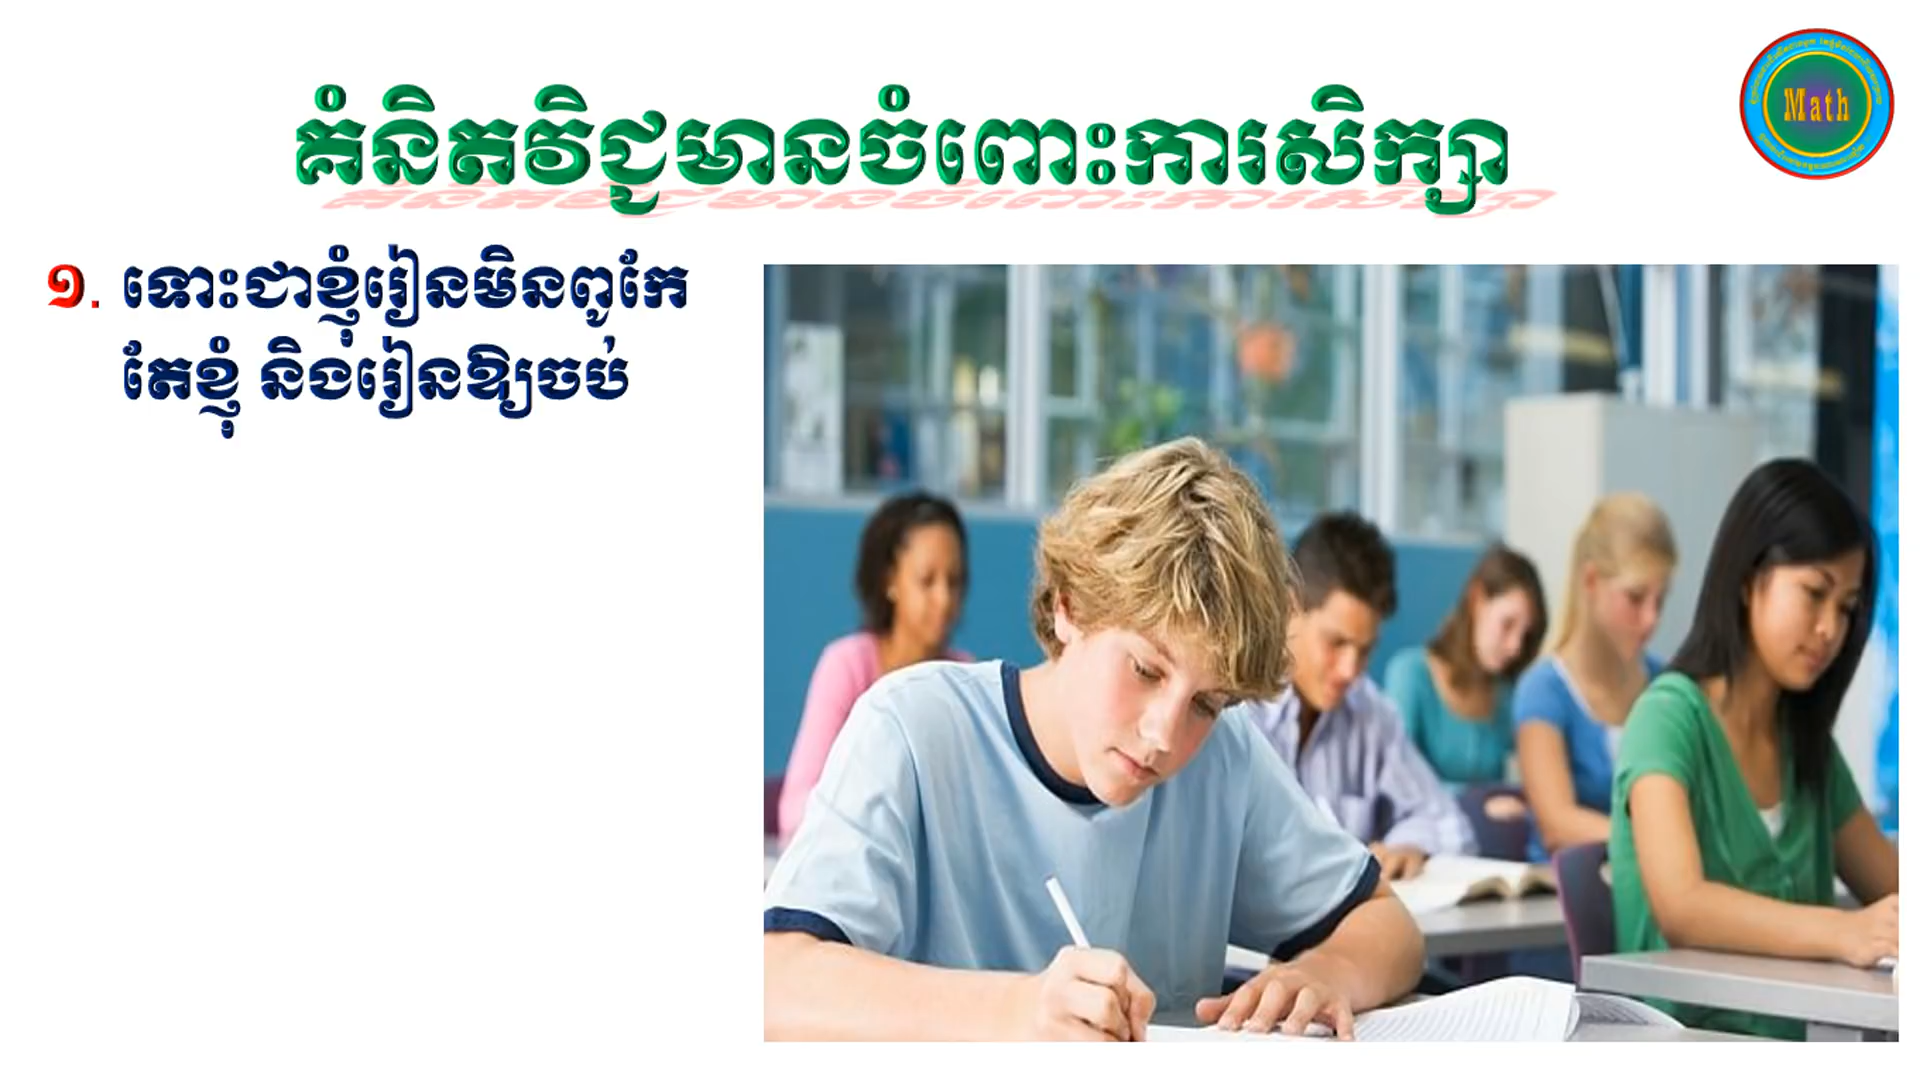 គំនិតវិជ្ជមានចំពោះការសិក្សា
Math
១. ទោះជាខ្ញុំរៀនមិនពូកែ
តែខ្ញុំ និងរៀនឱ្យចប់